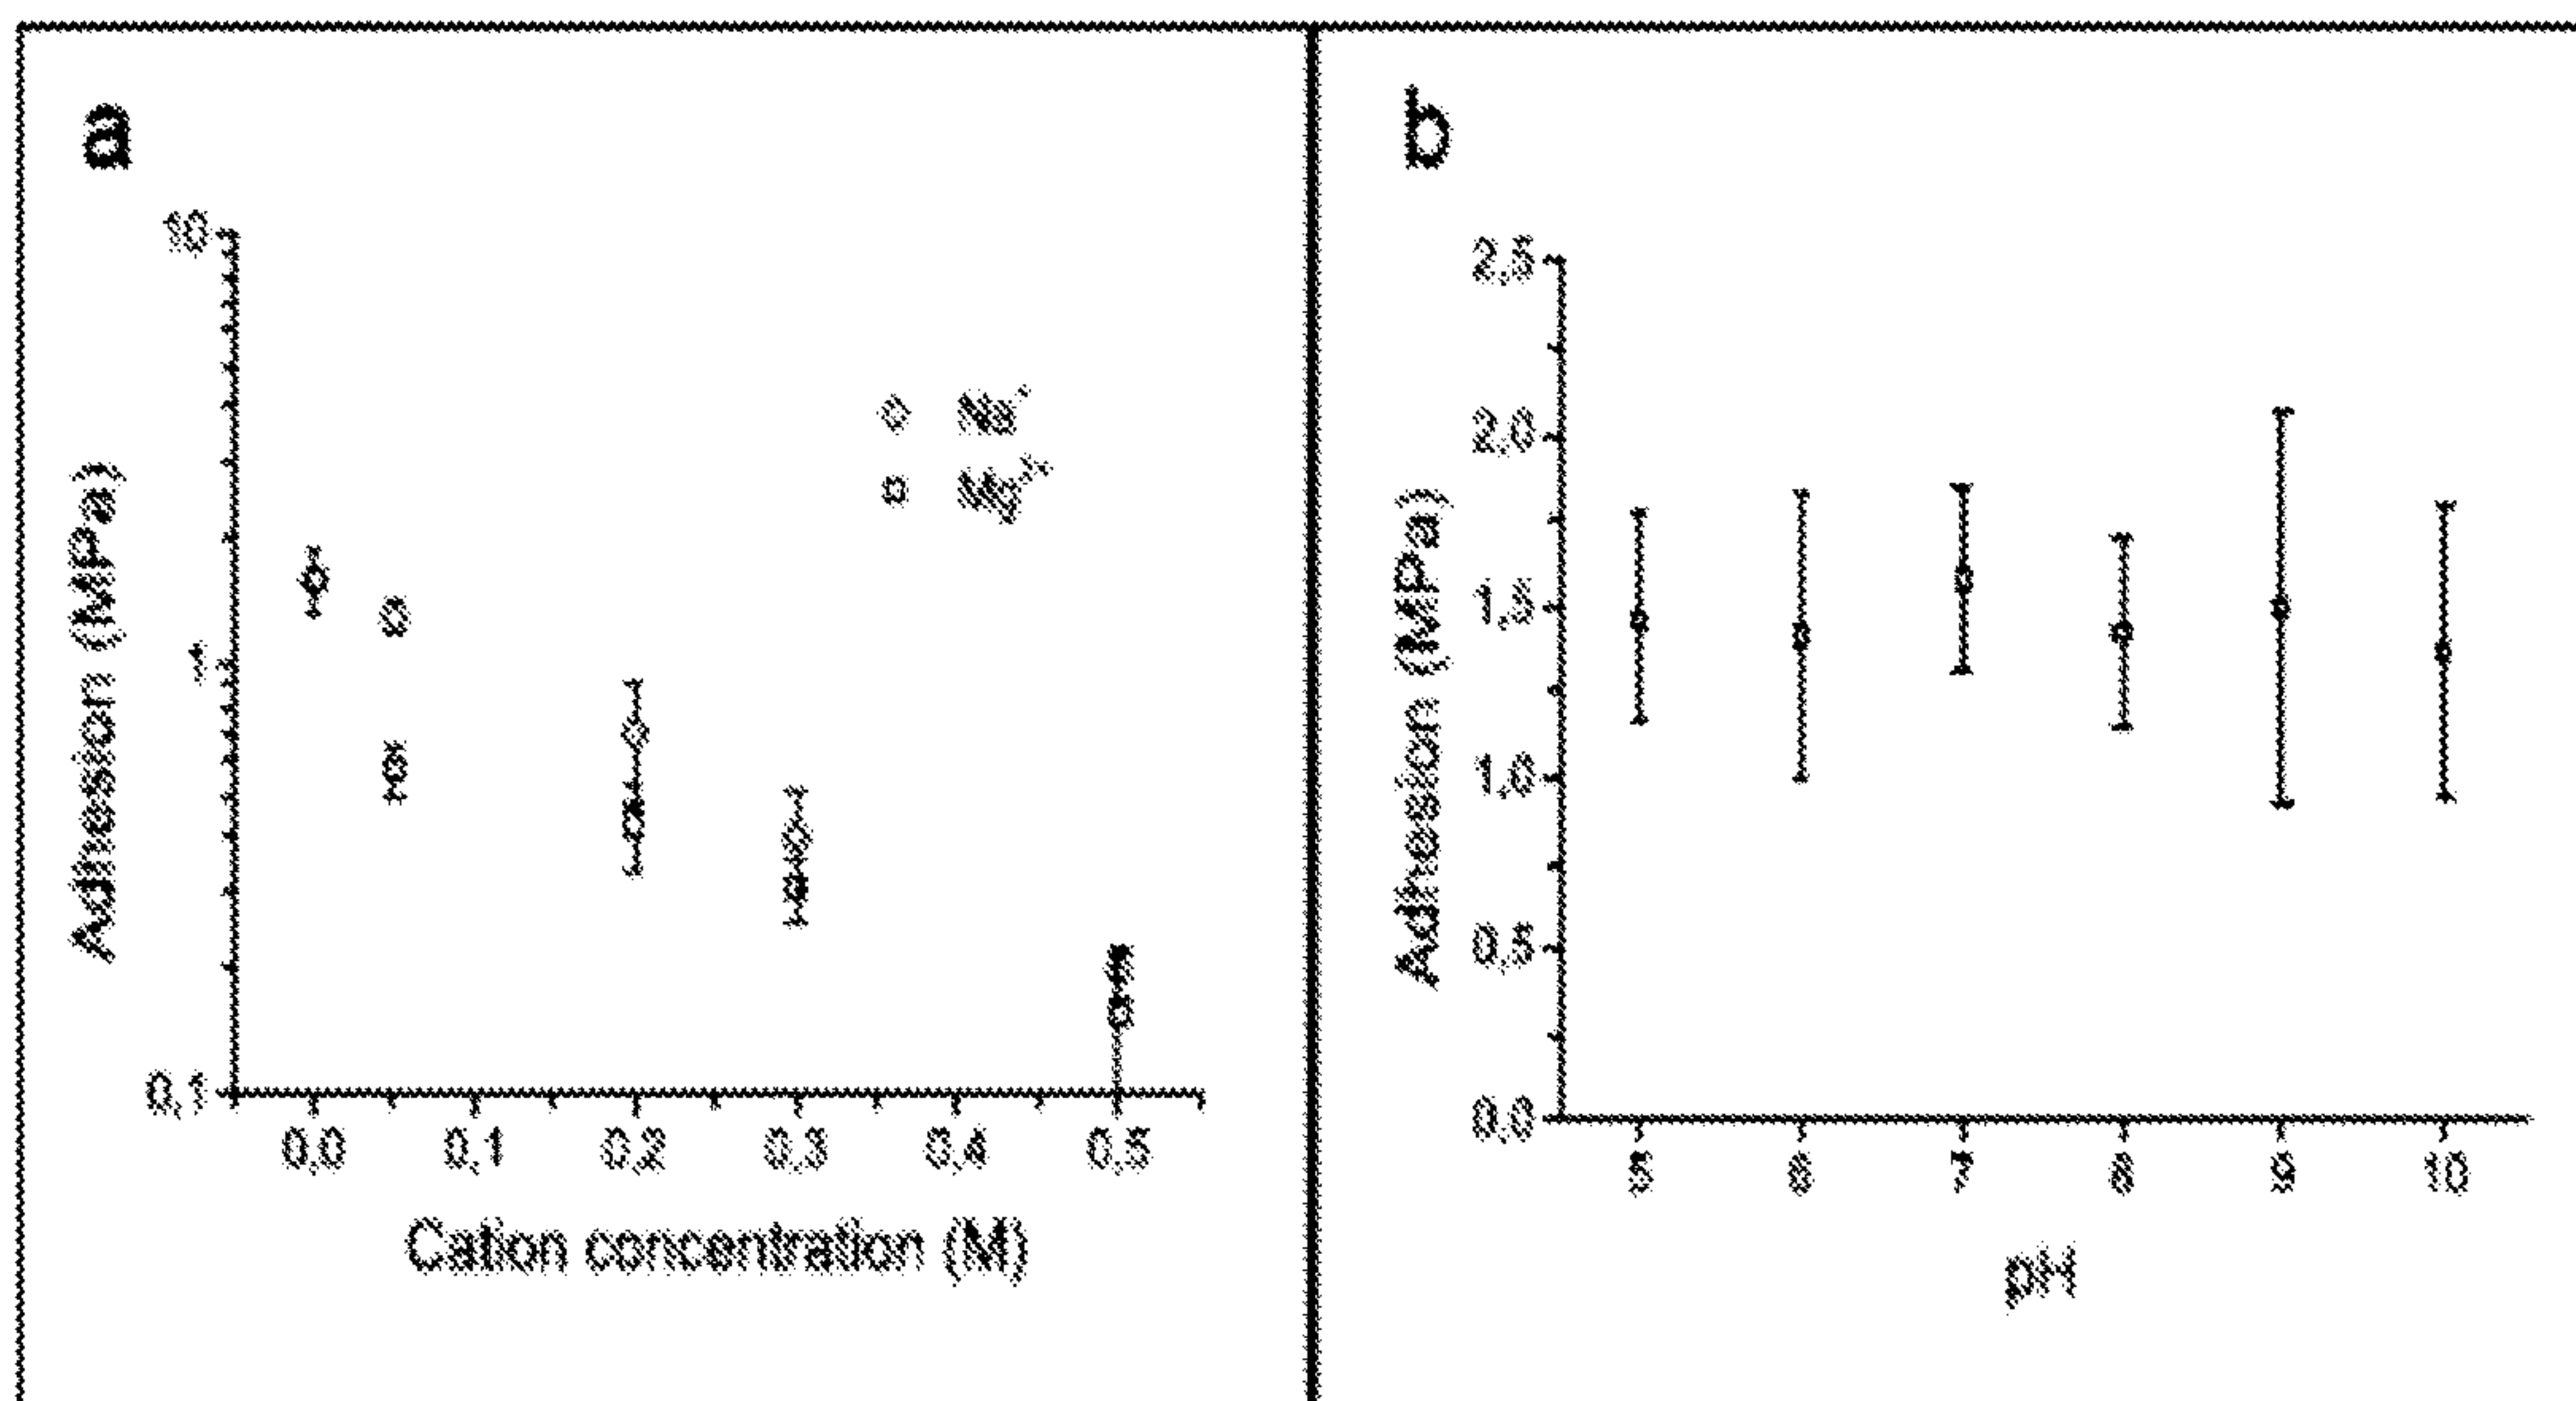 a
10
1
0,1
Adhesion (MPa)
Na⁺
Mg²⁺
0,0 0,1 0,2 0,3 0,4 0,5
Cation concentration (M)
b
2,5
2,0
1,5
1,0
0,5
0,0
Adhesion (MPa)
5 6 7 8 9 10
pH